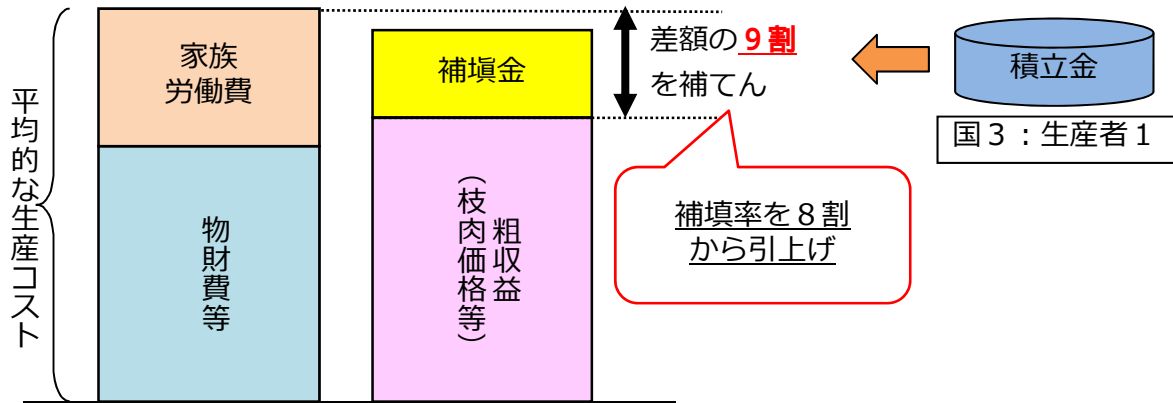 平均的な生産コスト
家族
労働費
物財費等
補塡金
粗収益
（枝肉価格等）
差額の９割
を補てん
補塡率を８割
から引上げ
積立金
国３：生産者１